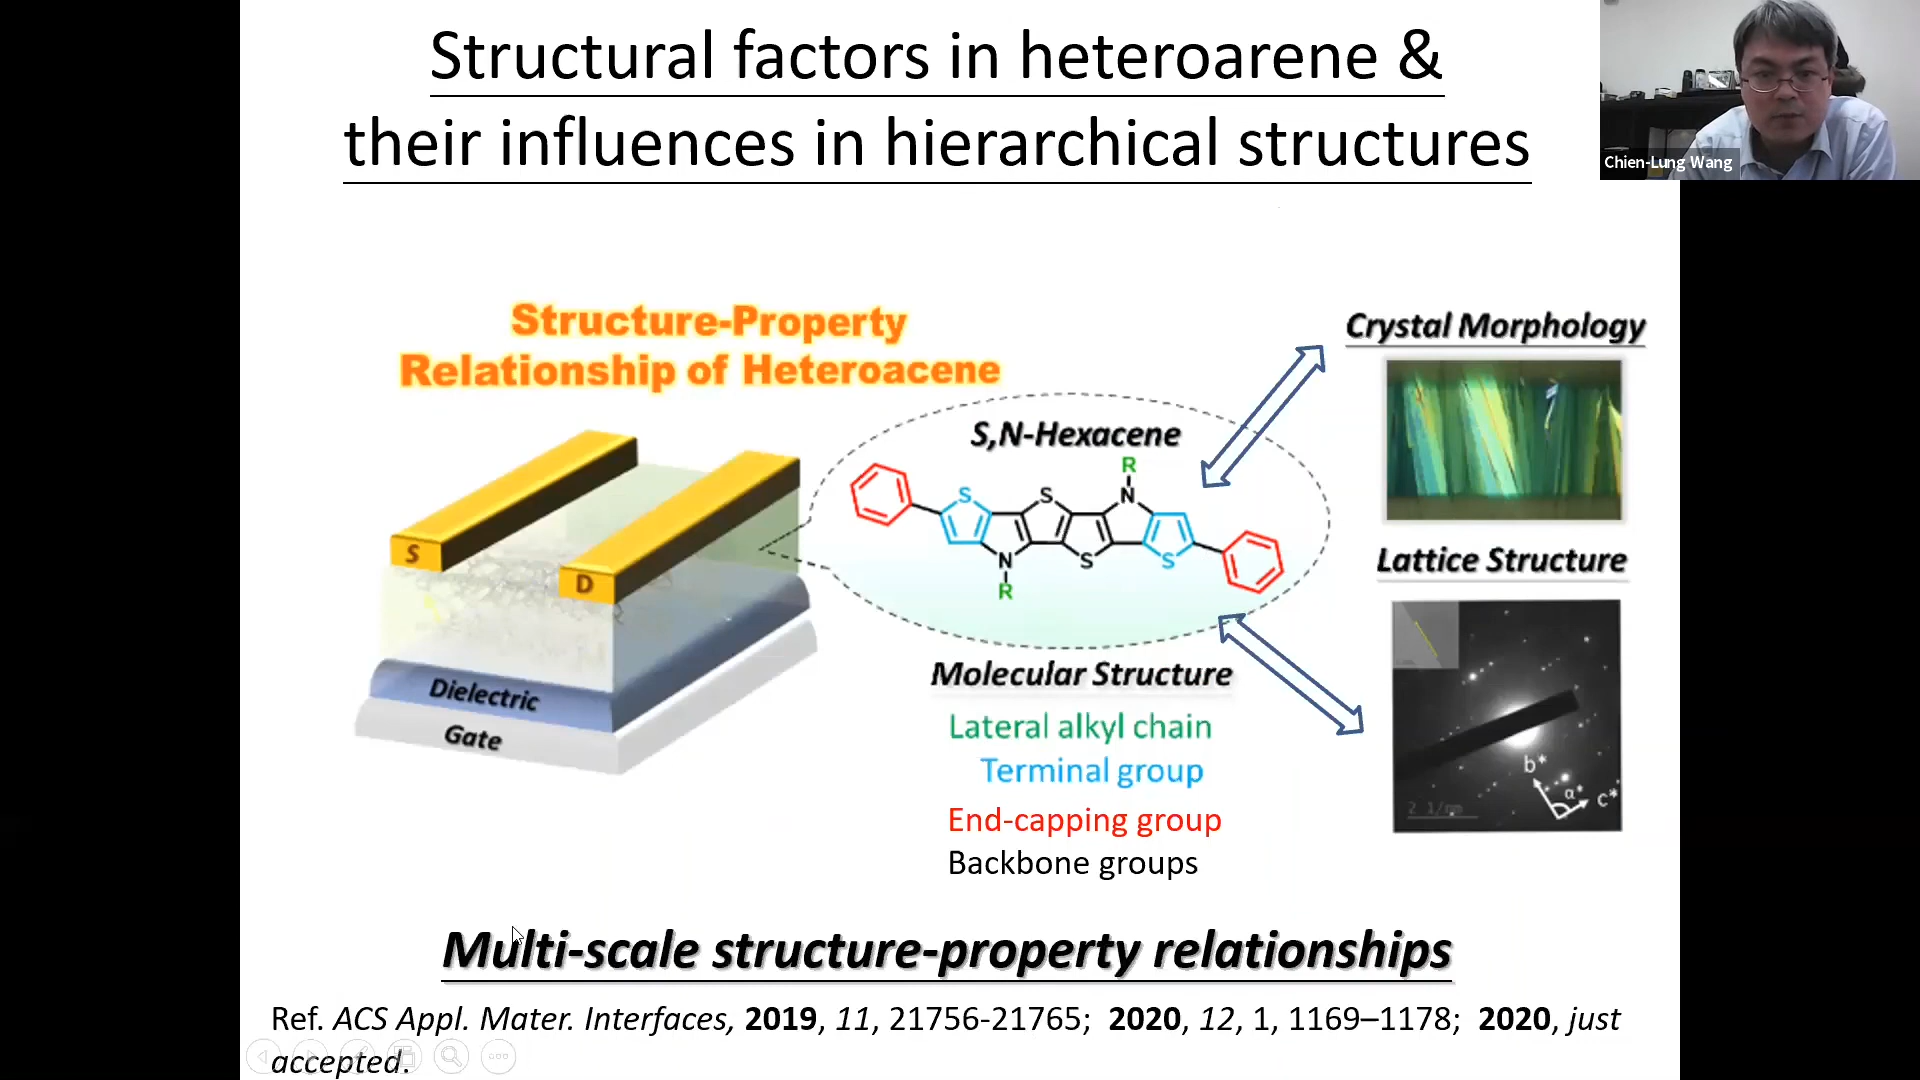 Structural factors in heteroarene &
their influences in hierarchical structures
Chien-Lung Wang
Structure-Property
Relationship of Heteroacene
Crystal Morphology
S,N-Hexacene
R
S
S
N
N
S
S
R
S
D
Dielectric
Gate
Lattice Structure
b*
α*
c*
2 1/nm
Molecular Structure
Lateral alkyl chain
Terminal group
End-capping group
Backbone groups
Multi-scale structure-property relationships
Ref. ACS Appl. Mater. Interfaces, 2019, 11, 21756-21765; 2020, 12, 1, 1169–1178; 2020, just
accepted.